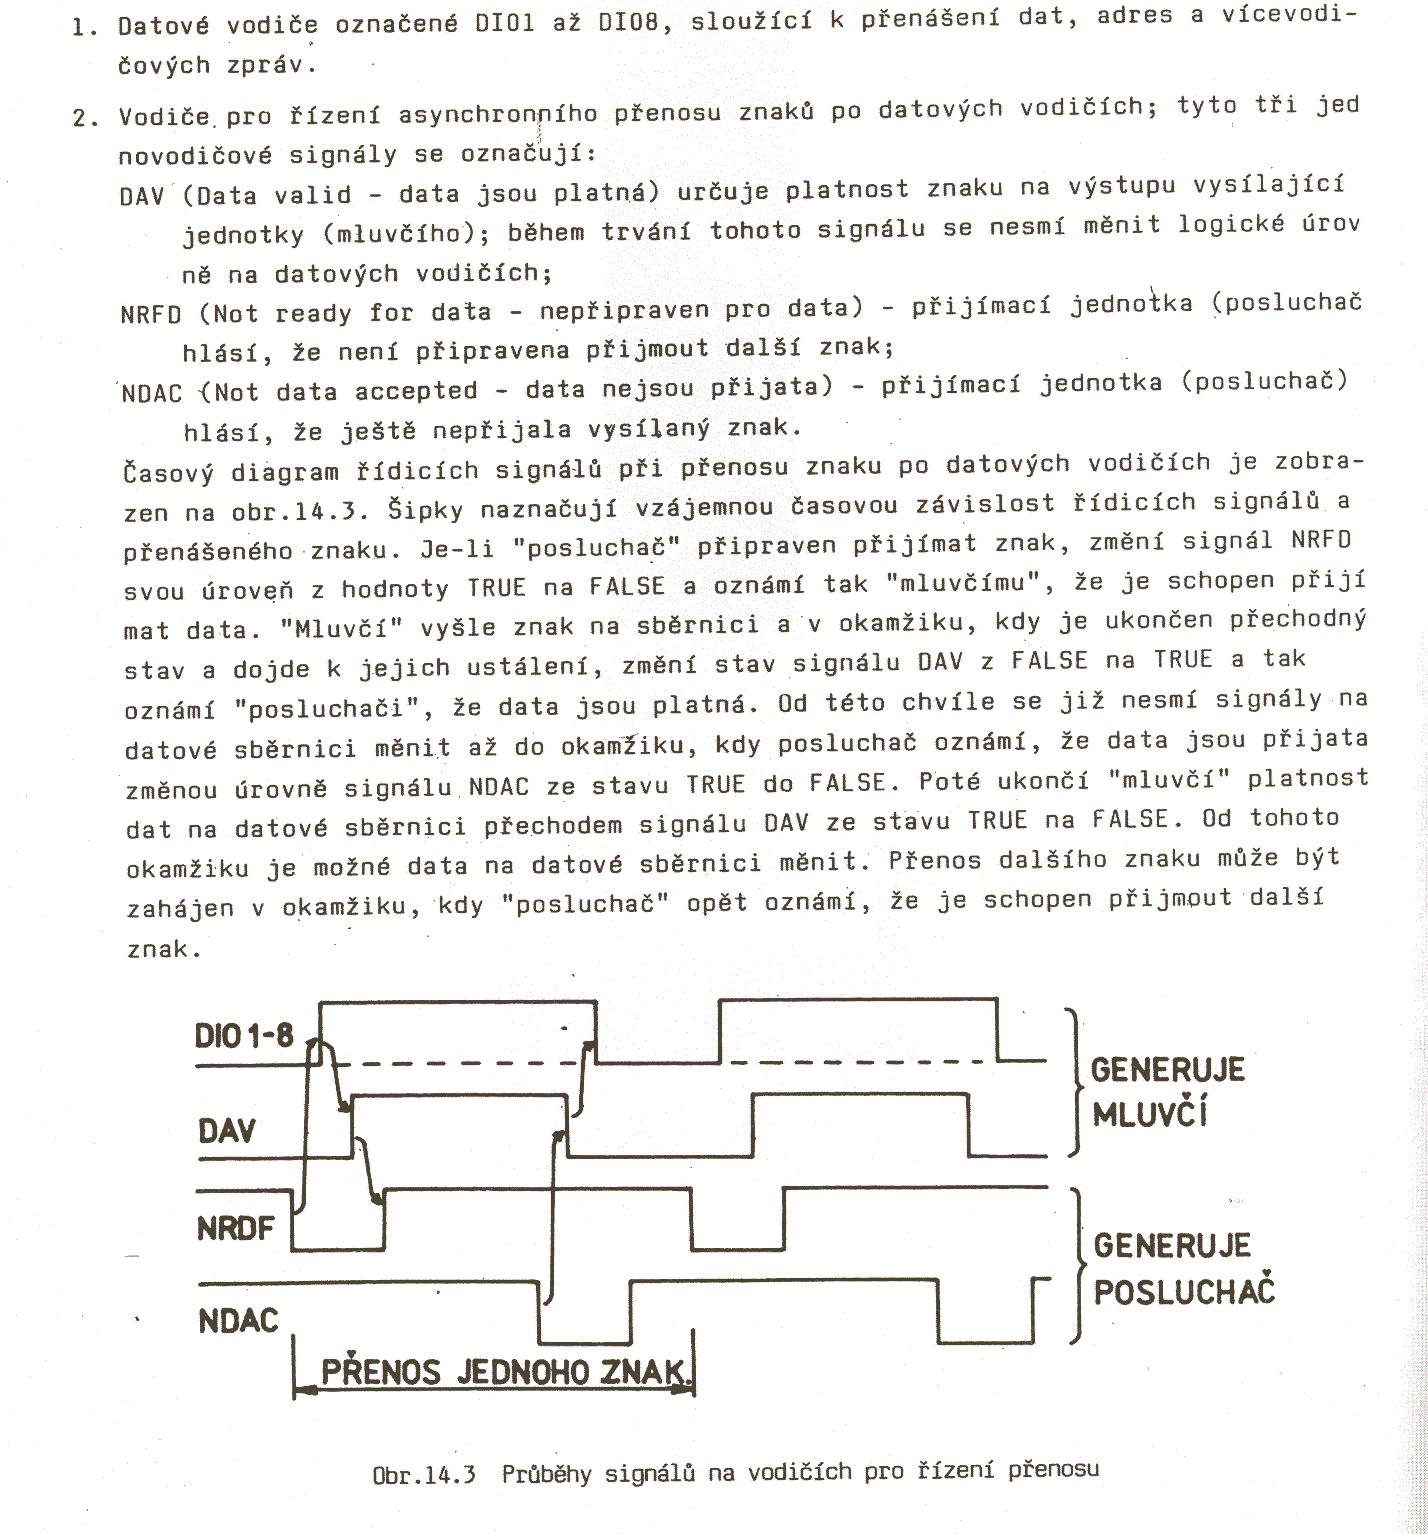 1. Datové vodiče označené DIO1 až DIO8, sloužící k přenášení dat, adres a vícevodi-
čových zpráv.
2. Vodiče pro řízení asynchronního přenosu znaků po datových vodičích; tyto tři jed
novodičové signály se označují:
DAV (Data valid - data jsou platná) určuje platnost znaku na výstupu vysílající
jednotky (mluvčího); během trvání tohoto signálu se nesmí měnit logické úrov
ně na datových vodičích;
NRFD (Not ready for data - nepřipraven pro data) - přijímací jednotka (posluchač
hlásí, že není připravena přijmout další znak;
NDAC (Not data accepted - data nejsou přijata) - přijímací jednotka (posluchač)
hlásí, že ještě nepřijala vysílaný znak.
Časový diagram řídicích signálů při přenosu znaku po datových vodičích je zobra-
zen na obr.14.3. Šipky naznačují vzájemnou časovou závislost řídicích signálů a
přenášeného znaku. Je-li "posluchač" připraven přijímat znak, změní signál NRFD
svou úroveň z hodnoty TRUE na FALSE a oznámí tak "mluvčímu", že je schopen přijí
mat data. "Mluvčí" vyšle znak na sběrnici a v okamžiku, kdy je ukončen přechodný
stav a dojde k jejich ustálení, změní stav signálu DAV z FALSE na TRUE a tak
oznámí "posluchači", že data jsou platná. Od této chvíle se již nesmí signály na
datové sběrnici měnit až do okamžiku, kdy posluchač oznámí, že data jsou přijata
změnou úrovně signálu NDAC ze stavu TRUE do FALSE. Poté ukončí "mluvčí" platnost
dat na datové sběrnici přechodem signálu DAV ze stavu TRUE na FALSE. Od tohoto
okamžiku je možné data na datové sběrnici měnit. Přenos dalšího znaku může být
zahájen v okamžiku, kdy "posluchač" opět oznámí, že je schopen přijmout další
znak.
DIO 1-8
GENERUJE
MLUVČÍ
DAV
NRDF
GENERUJE
POSLUCHAČ
NDAC
PŘENOS JEDNOHO ZNAK.
Obr.14.3 Průběhy signálů na vodičích pro řízení přenosu